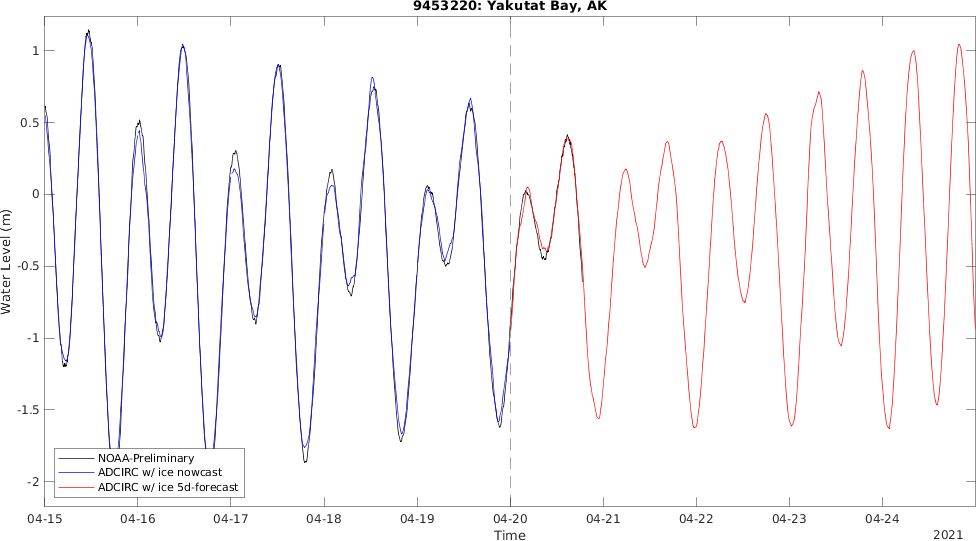 9453220: Yakutat Bay, AK
Water Level (m)
1
0.5
0
-0.5
-1
-1.5
-2
NOAA-Preliminary
ADCIRC w/ ice nowcast
ADCIRC w/ ice 5d-forecast
04-15 04-16 04-17 04-18 04-19 04-20 04-21 04-22 04-23 04-24
Time
2021